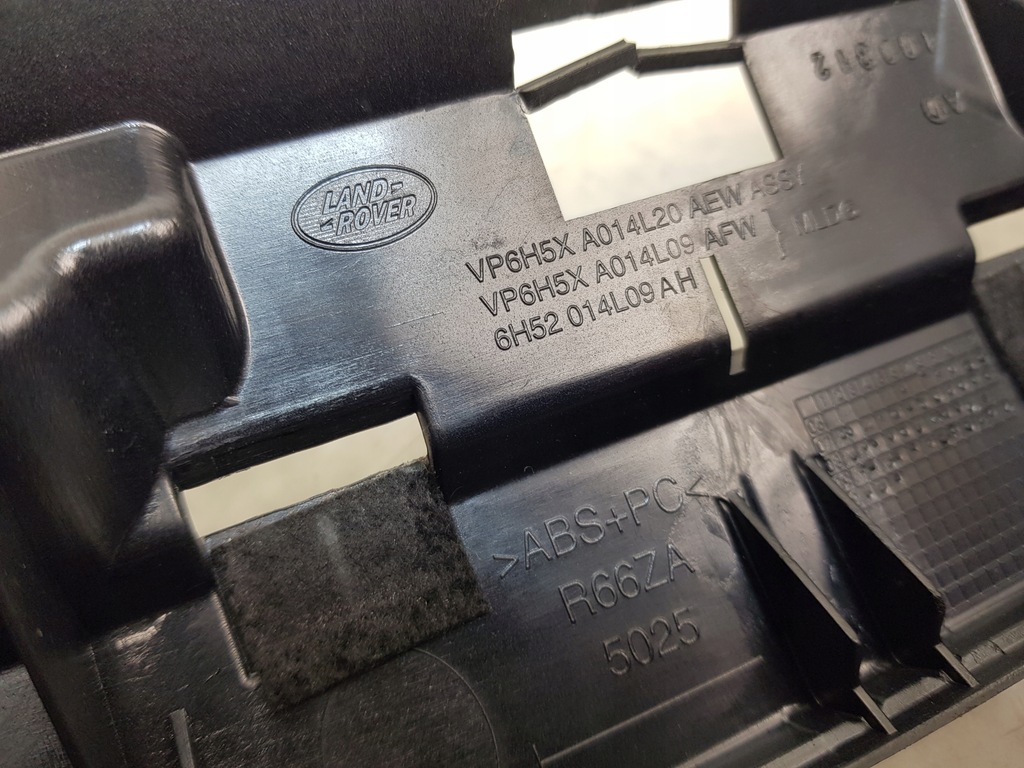 LAND-
-ROVER
VP6H5X A014L20 AEW ASSY
VP6H5X A014L09 AFW
6H52 014L09 AH
>ABS+PC<
R66ZA
5025